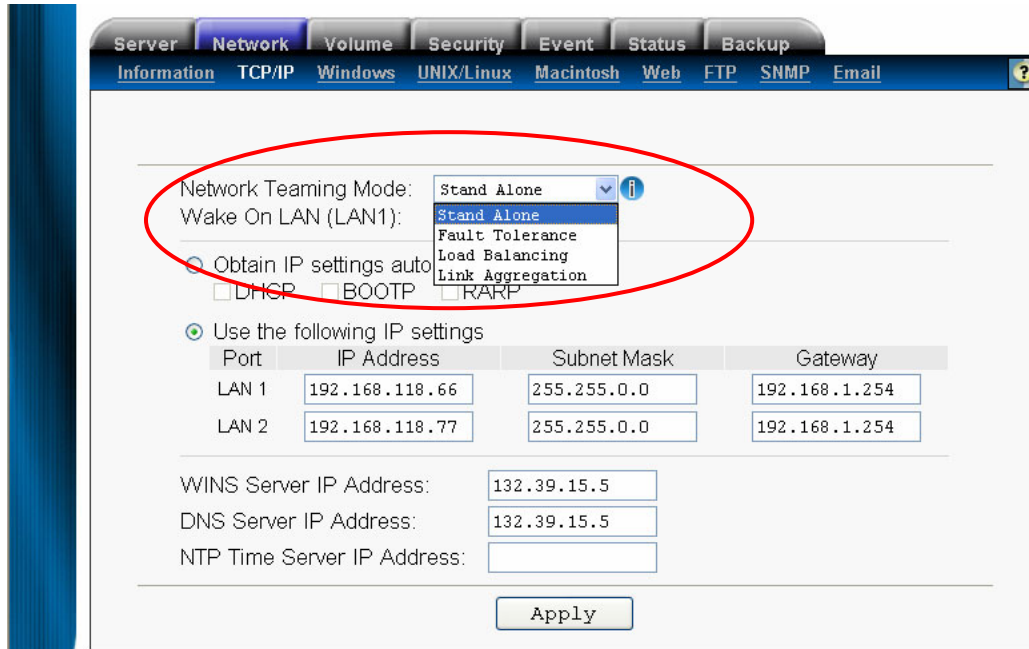 Server Network Volume Security Event Status Backup
Information TCP/IP Windows UNIX/Linux Macintosh Web FTP SNMP Email ?
Network Teaming Mode: Stand Alone i
Wake On LAN (LAN1): Stand Alone
Fault Tolerance
Load Balancing
Obtain IP settings auto
Link Aggregation
DHCP BOOTP RARP
Use the following IP settings
Port IP Address Subnet Mask Gateway
LAN 1 192.168.118.66 255.255.0.0 192.168.1.254
LAN 2 192.168.118.77 255.255.0.0 192.168.1.254
WINS Server IP Address: 132.39.15.5
DNS Server IP Address: 132.39.15.5
NTP Time Server IP Address:
Apply